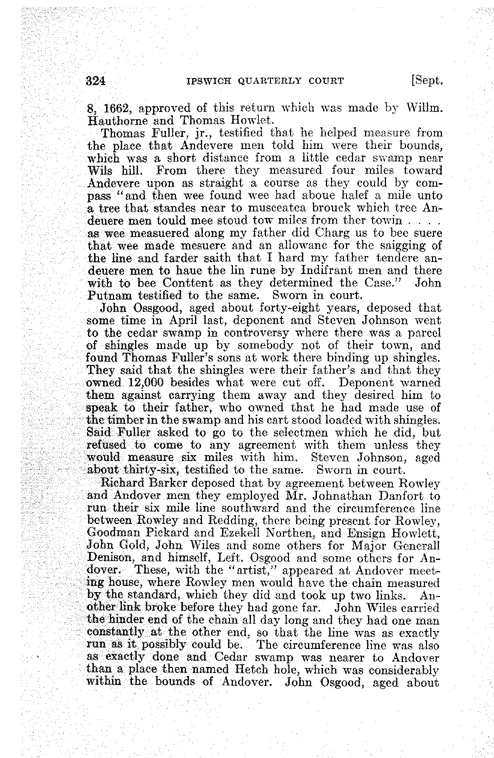 324 IPSWICH QUARTERLY COURT [Sept.
8, 1662, approved of this return which was made by Willm.
Hauthorne and Thomas Howlet.
Thomas Fuller, jr., testified that he helped measure from
the place that Andevere men told him were their bounds,
which was a short distance from a little cedar swamp near
Wils hill. From there they measured four miles toward
Andevere upon as straight a course as they could by com-
pass "and then wee found wee had aboue halef a mile unto
a tree that standes near to musceatca brouck which tree An-
deuere men tould mee stoud tow miles from ther towin . . . .
as wee measuered along my father did Charg us to bee suere
that wee made mesuere and an allowanc for the saigging of
the line and farder saith that I hard my father tendere an-
deuere men to haue the lin rune by Indifrant men and there
with to bee Conttent as they determined the Case." John
Putnam testified to the same. Sworn in court.
John Ossgood, aged about forty-eight years, deposed that
some time in April last, deponent and Steven Johnson went
to the cedar swamp in controversy where there was a parcel
of shingles made up by somebody not of their town, and
found Thomas Fuller's sons at work there binding up shingles.
They said that the shingles were their father's and that they
owned 12,000 besides what were cut off. Deponent warned
them against carrying them away and they desired him to
speak to their father, who owned that he had made use of
the timber in the swamp and his cart stood loaded with shingles.
Said Fuller asked to go to the selectmen which he did, but
refused to come to any agreement with them unless they
would measure six miles with him. Steven Johnson, aged
about thirty-six, testified to the same. Sworn in court.
Richard Barker deposed that by agreement between Rowley
and Andover men they employed Mr. Johnathan Danfort to
run their six mile line southward and the circumference line
between Rowley and Redding, there being present for Rowley,
Goodman Pickard and Ezekell Northen, and Ensign Howlett,
John Gold, John Wiles and some others for Major Generall
Denison, and himself, Left. Osgood and some others for An-
dover. These, with the "artist," appeared at Andover meet-
ing house, where Rowley men would have the chain measured
by the standard, which they did and took up two links. An-
other link broke before they had gone far. John Wiles carried
the hinder end of the chain all day long and they had one man
constantly at the other end, so that the line was as exactly
run as it possibly could be. The circumference line was also
as exactly done and Cedar swamp was nearer to Andover
than a place then named Hetch hole, which was considerably
within the bounds of Andover. John Osgood, aged about